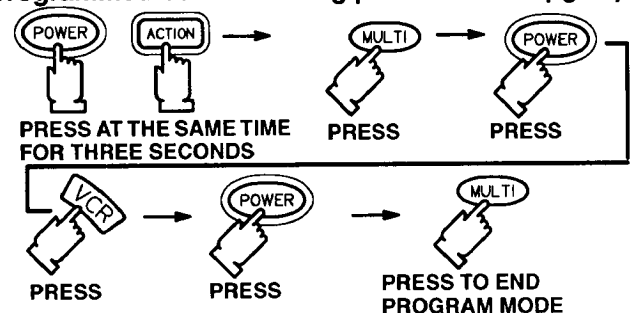 POWER ACTION MULTI POWER
PRESS AT THE SAME TIME PRESS PRESS
FOR THREE SECONDS
VCR POWER MULTI
PRESS PRESS PRESS TO END
PROGRAM MODE